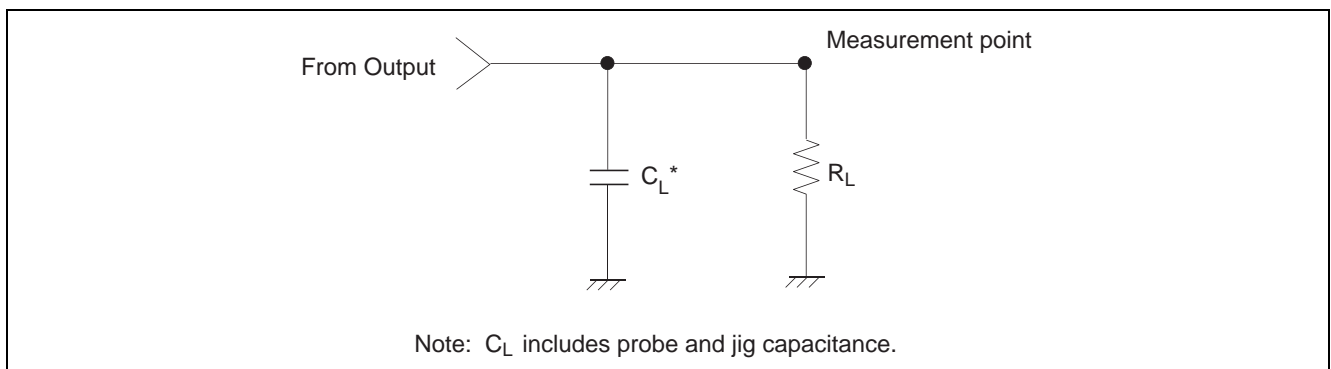 Measurement point
From Output
C_L*
R_L
Note: C_L includes probe and jig capacitance.